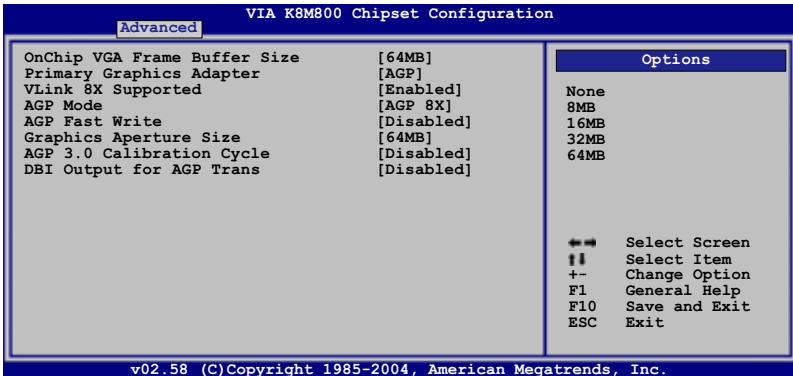 VIA K8M800 Chipset Configuratio
Advanced
OnChip VGA Frame Buffer Size [64MB]
Primary Graphics Adapter [AGP]
VLink 8X Supported [Enabled]
AGP Mode [AGP 8X]
AGP Fast Write [Disabled]
Graphics Aperture Size [64MB]
AGP 3.0 Calibration Cycle [Disabled]
DBI Output for AGP Trans [Disabled]
Options
None
8MB
16MB
32MB
64MB
Select Screen
Select Item
+- Change Option
F1 General Help
F10 Save and Exit
ESC Exit
v02.58 (C)Copyright 1985-2004, American Megatrends, Inc.